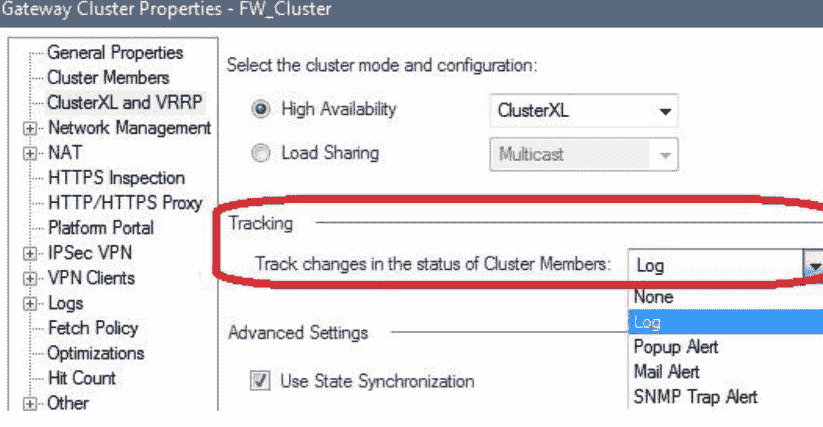 Gateway Cluster Properties - FW_Cluster
General Properties
Cluster Members
ClusterXL and VRRP
Network Management
NAT
HTTPS Inspection
HTTP/HTTPS Proxy
Platform Portal
IPSec VPN
VPN Clients
Logs
Fetch Policy
Optimizations
Hit Count
Other
Select the cluster mode and configuration:
High Availability ClusterXL
Load Sharing Multicast
Tracking
Track changes in the status of Cluster Members: Log
None
Log
Popup Alert
Mail Alert
SNMP Trap Alert
Advanced Settings
Use State Synchronization